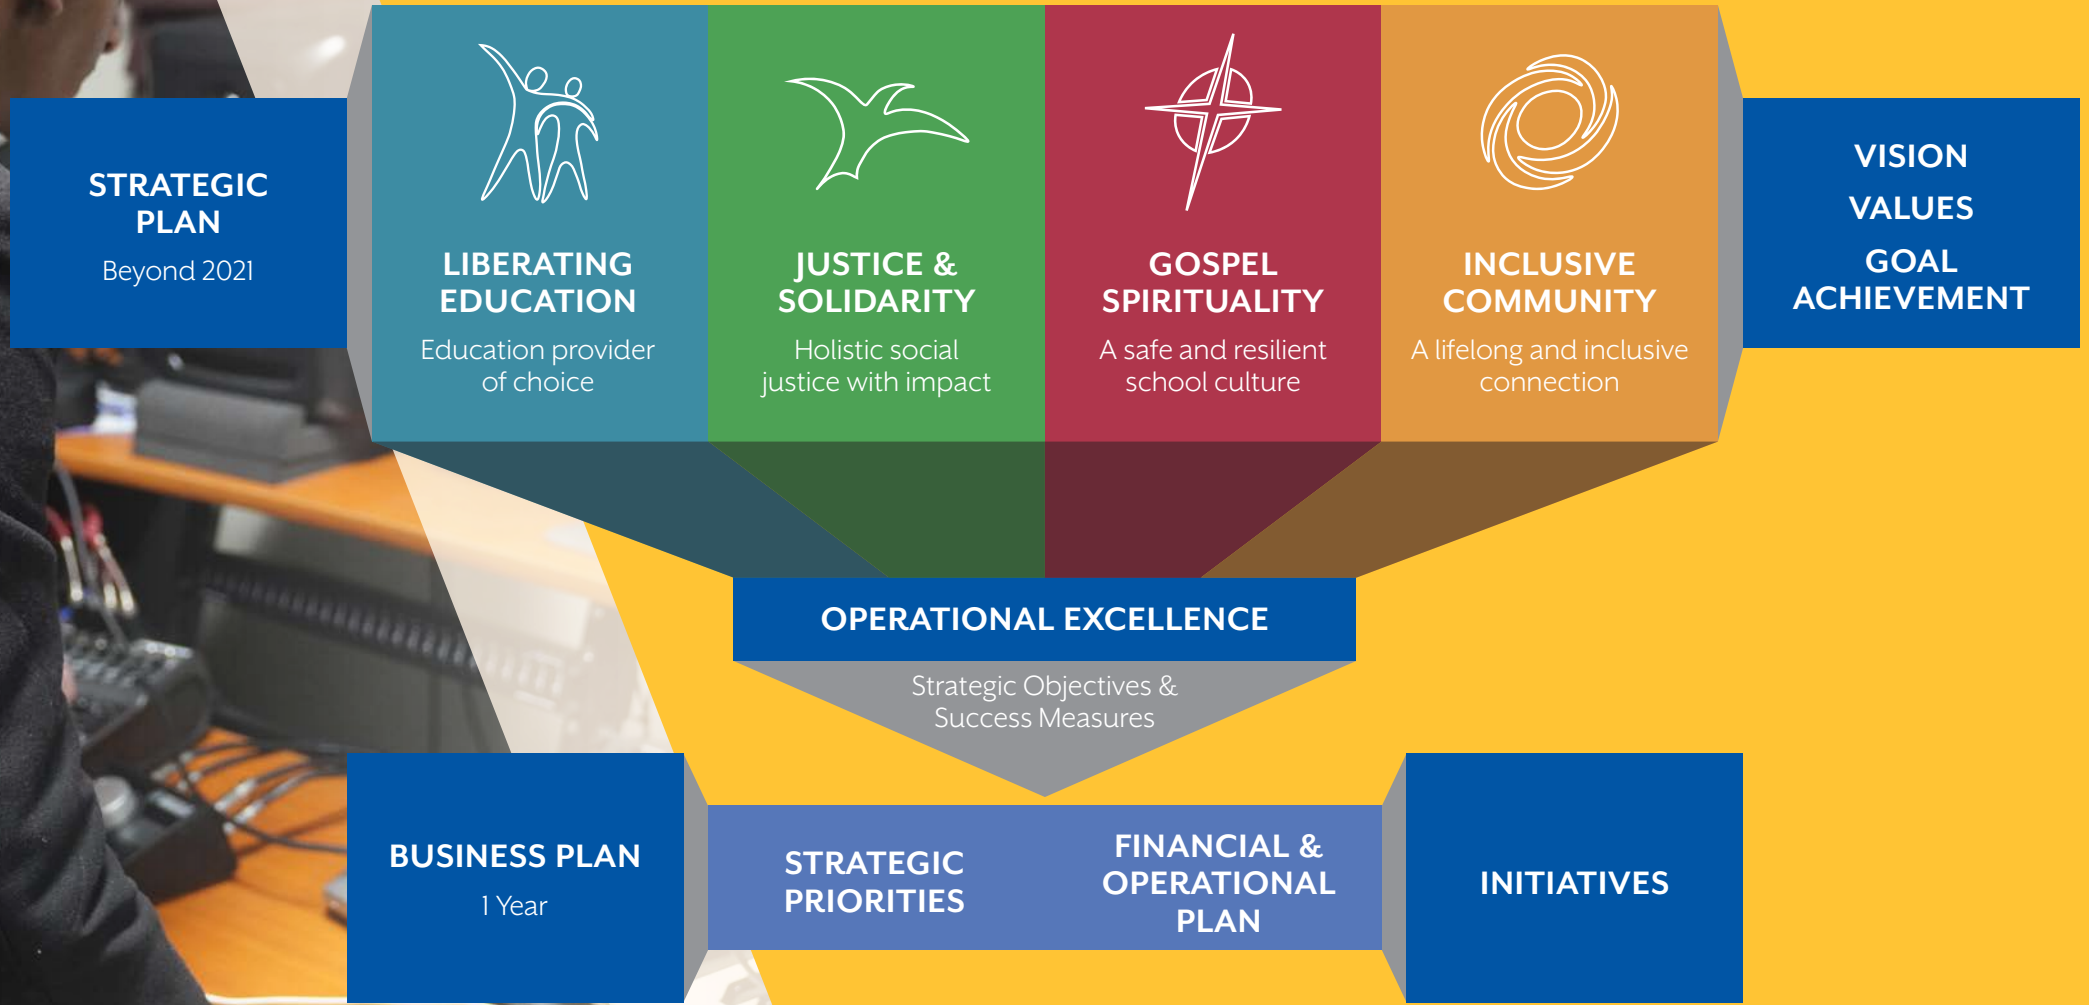 STRATEGIC
PLAN
Beyond 2021
LIBERATING
EDUCATION
Education provider
of choice
JUSTICE &
SOLIDARITY
Holistic social
justice with impact
GOSPEL
SPIRITUALITY
A safe and resilient
school culture
INCLUSIVE
COMMUNITY
A lifelong and inclusive
connection
VISION
VALUES
GOAL
ACHIEVEMENT
OPERATIONAL EXCELLENCE
Strategic Objectives &
Success Measures
BUSINESS PLAN
1 Year
STRATEGIC
PRIORITIES
FINANCIAL &
OPERATIONAL
PLAN
INITIATIVES